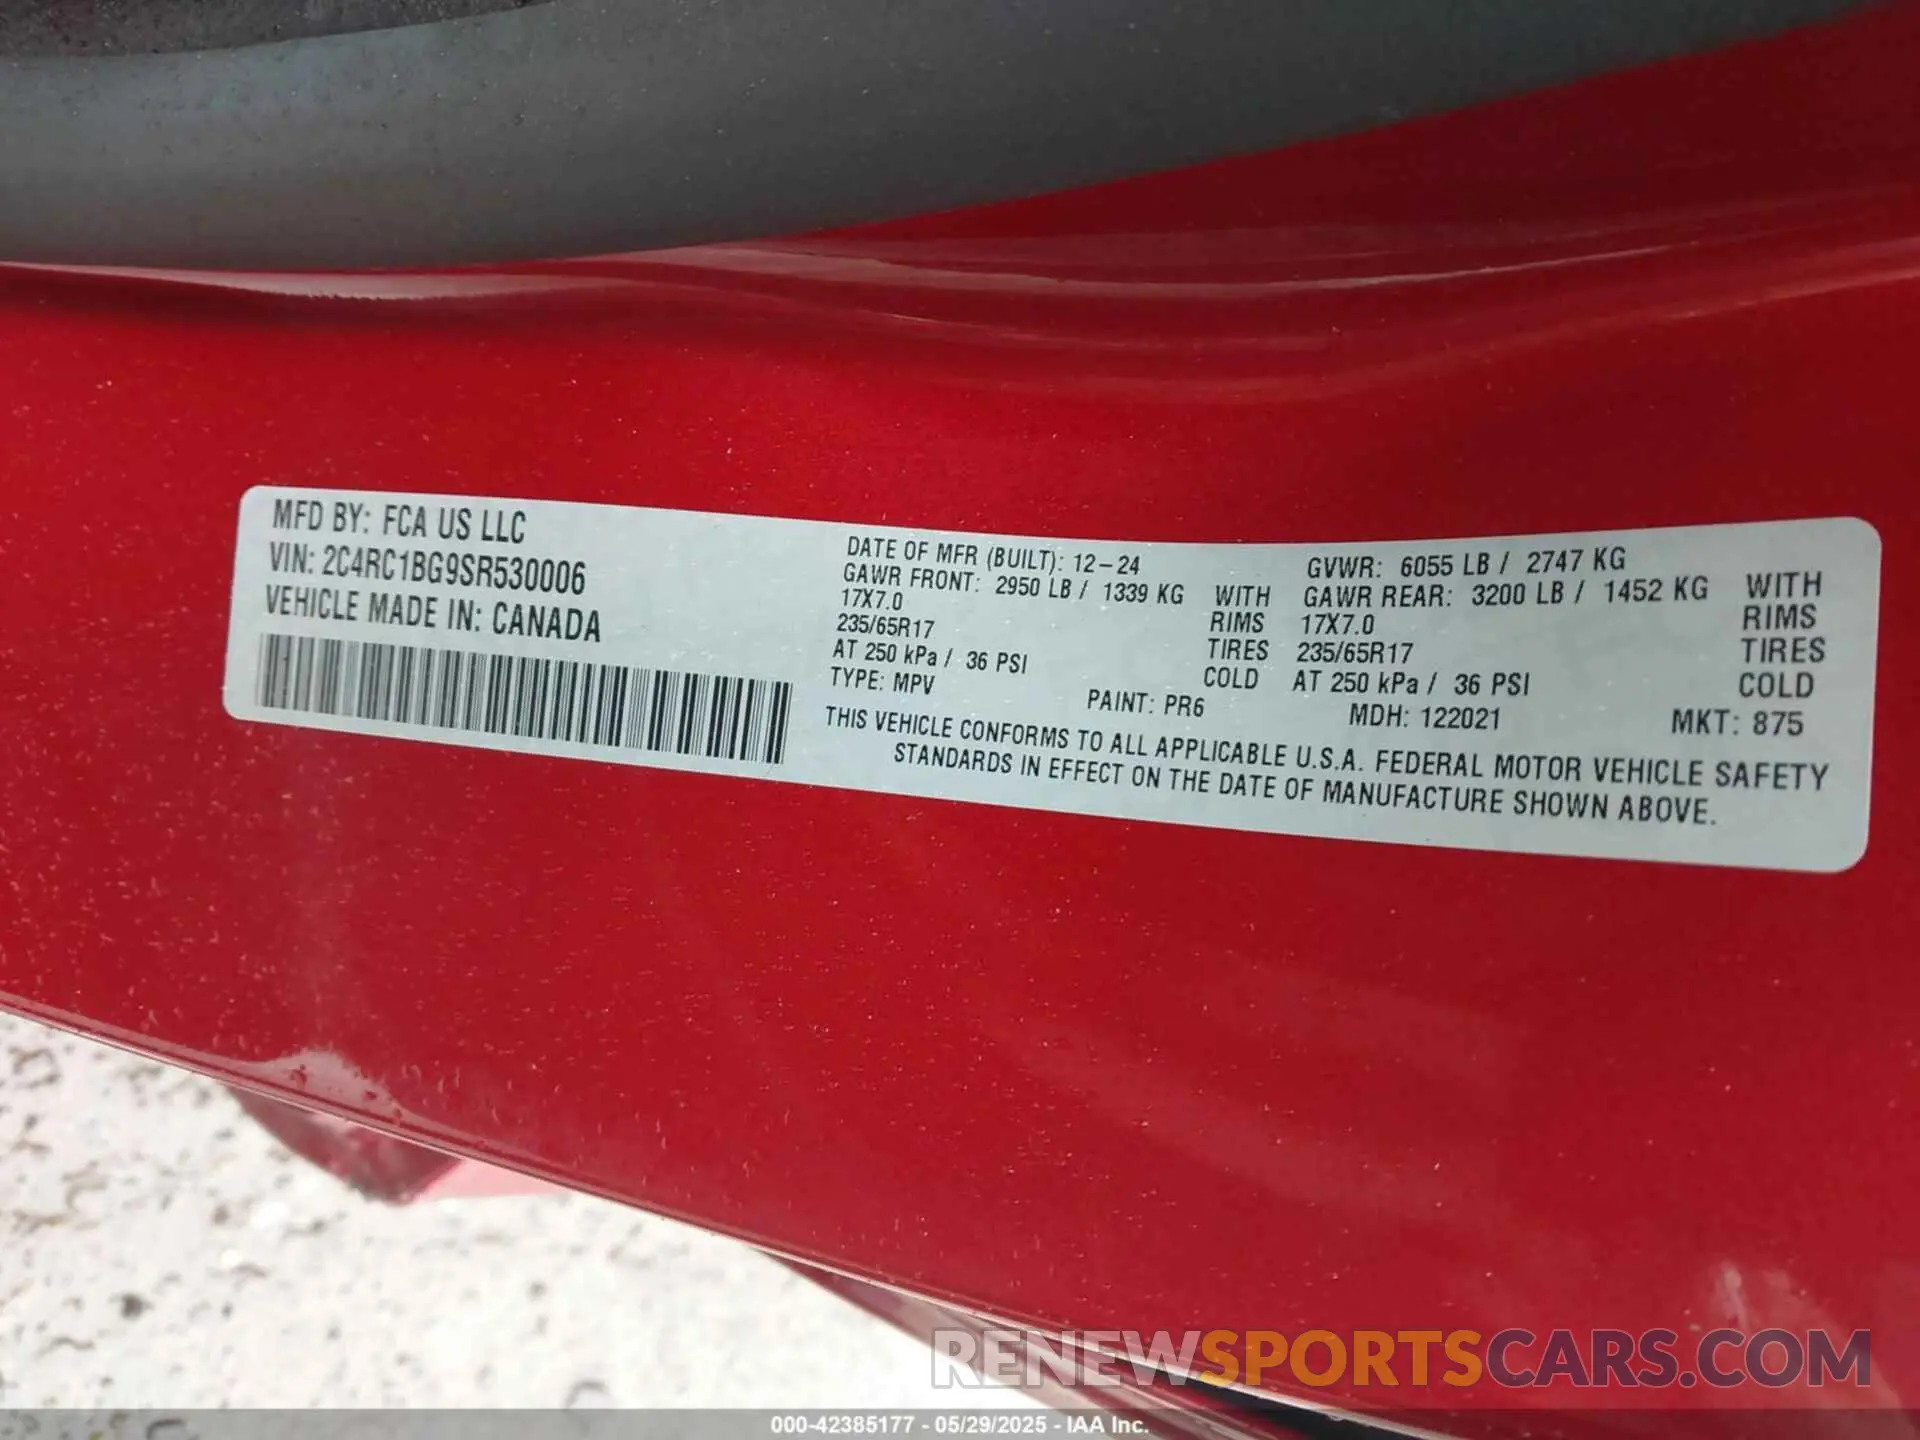 MFD BY: FCA US LLC
VIN: 2C4RC1BG9SR530006
VEHICLE MADE IN: CANADA
DATE OF MFR (BUILT): 12-24 GVWR: 6055 LB / 2747 KG
GAWR FRONT: 2950 LB / 1339 KG WITH GAWR REAR: 3200 LB / 1452 KG WITH
17X7.0 RIMS 17X7.0 RIMS
235/65R17 TIRES 235/65R17 TIRES
AT 250 kPa / 36 PSI COLD AT 250 kPa / 36 PSI COLD
TYPE: MPV PAINT: PR6 MDH: 122021 MKT: 875
THIS VEHICLE CONFORMS TO ALL APPLICABLE U.S.A. FEDERAL MOTOR VEHICLE SAFETY
STANDARDS IN EFFECT ON THE DATE OF MANUFACTURE SHOWN ABOVE.
RENEWSPORTSCARS.COM
000-42385177 - 05/29/2025 - IAA Inc.